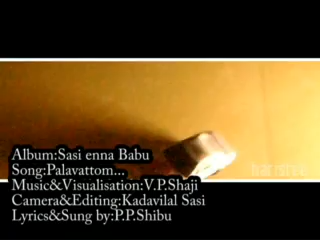 Album:Sasi enna Babu
Song:Palavattom...
Music&Visualisation:V.P.Shaji
Camera&Editing:Kadavilal Sasi
Lyrics&Sung by:P.P.Shibu